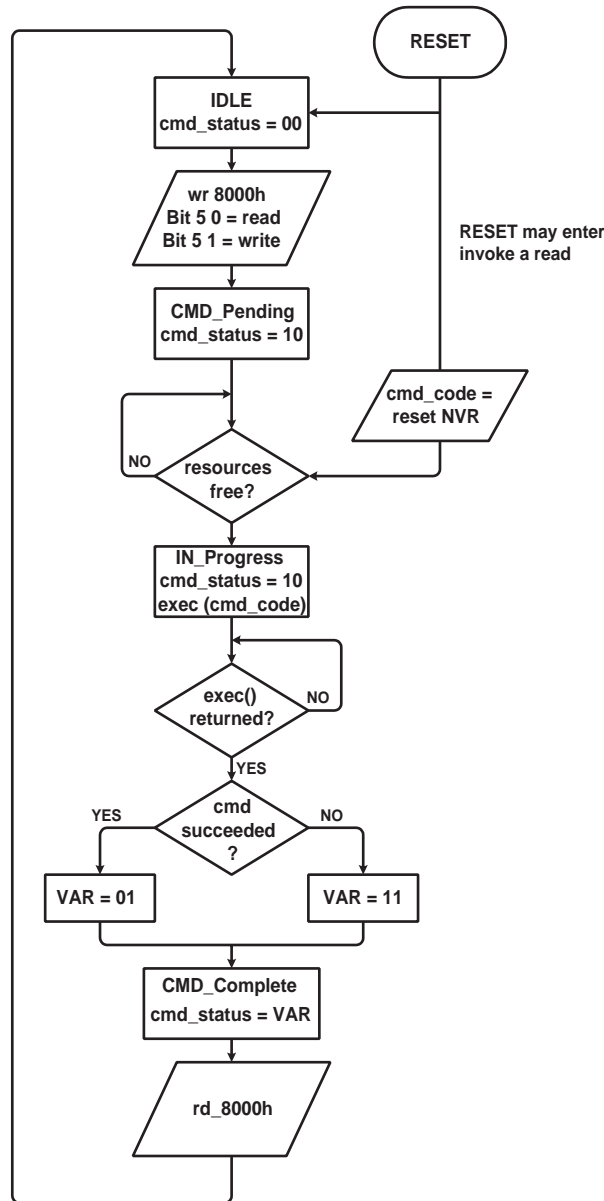 RESET
IDLE
cmd_status = 00
wr 8000h
Bit 5 0 = read
Bit 5 1 = write
RESET may enter
invoke a read
CMD_Pending
cmd_status = 10
cmd_code =
reset NVR
NO
resources
free?
IN_Progress
cmd_status = 10
exec (cmd_code)
exec()
returned?
NO
YES
YES
cmd
succeeded
?
NO
VAR = 01
VAR = 11
CMD_Complete
cmd_status = VAR
rd_8000h